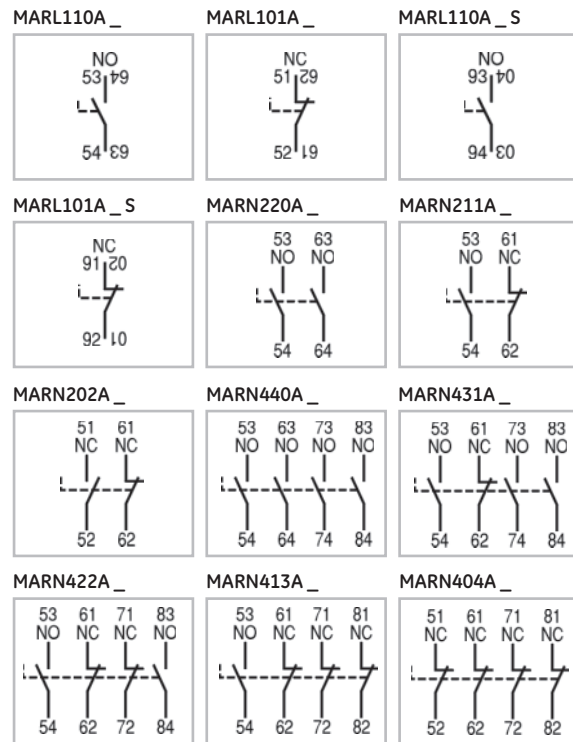 MARL110A _
NO
53 64
54 63
MARL101A _
NC
51 62
52 61
MARL110A _ S
NO
93 04
94 03
MARL101A _ S
NC
91 02
92 01
MARN220A _
53 63
NO NO
54 64
MARN211A _
53 61
NO NC
54 62
MARN202A _
51 61
NC NC
52 62
MARN440A _
53 63 73 83
NO NO NO NO
54 64 74 84
MARN431A _
53 61 73 83
NO NC NO NO
54 62 74 84
MARN422A _
53 61 71 83
NO NC NC NO
54 62 72 84
MARN413A _
53 61 71 81
NO NC NC NC
54 62 72 82
MARN404A _
51 61 71 81
NC NC NC NC
52 62 72 82